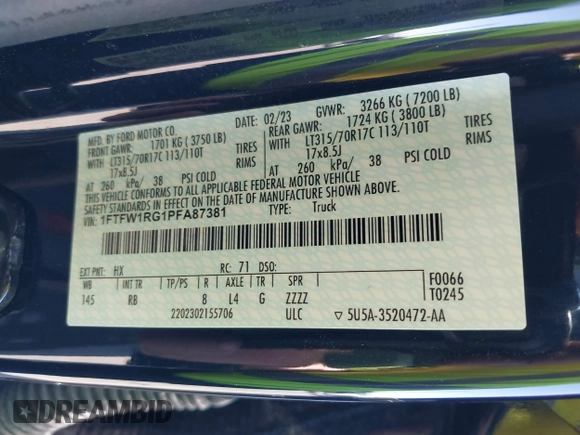 MFG. BY FORD MOTOR CO. DATE: 02/23 GVWR: 3266 KG ( 7200 LB)
FRONT GAWR: 1701 KG ( 3750 LB) REAR GAWR: 1724 KG ( 3800 LB)
WITH LT315/70R17C 113/110T TIRES WITH LT315/70R17C 113/110T TIRES
17x8.5J RIMS 17x8.5J RIMS
AT 260 kPa/ 38 PSI COLD AT 260 kPa/ 38 PSI COLD
THIS VEHICLE CONFORMS TO ALL APPLICABLE FEDERAL MOTOR VEHICLE
SAFETY STANDARDS IN EFFECT ON THE DATE OF MANUFACTURE SHOWN ABOVE.
VIN: 1FTFW1RG1PFA87381 TYPE: Truck
EXT PNT: HX RC: 71 DSO:
WB TP/PS R AXLE TR SPR F0066
145 RB 8 L4 G ZZZZ T0245
2202302155706 ULC ▽ 5U5A-3520472-AA
DREAMBID